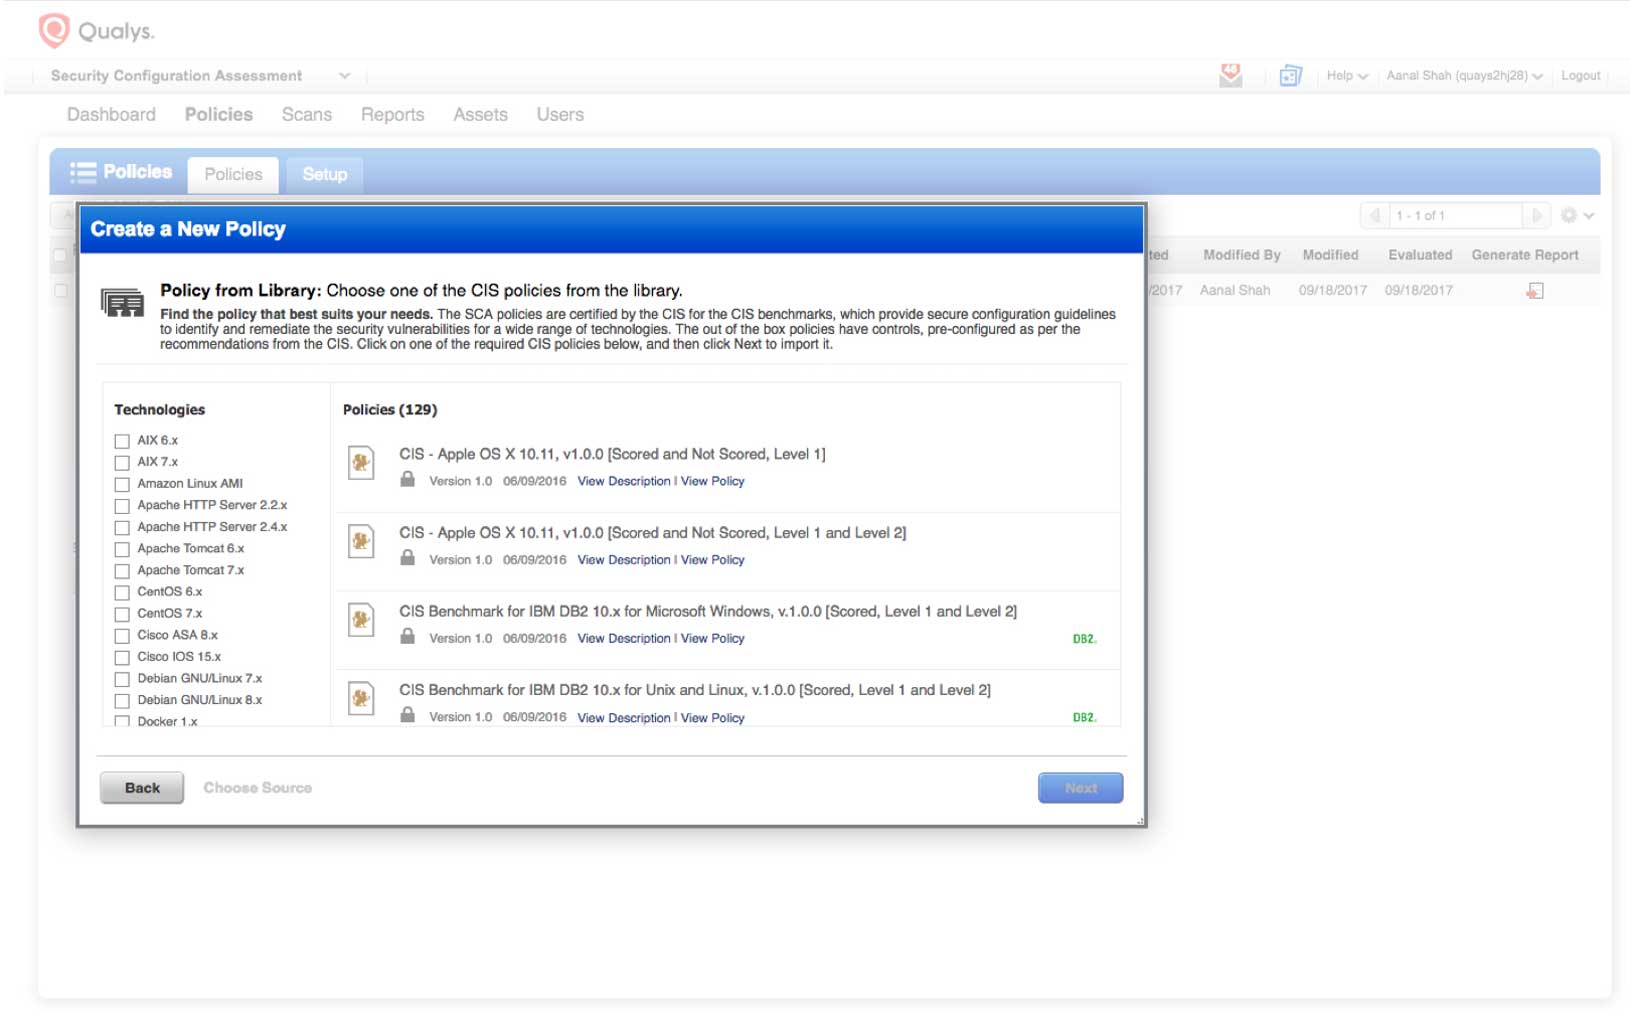 Qualys.
Security Configuration Assessment
Help
Aanal Shah (quays2hj28)
Logout
Dashboard Policies Scans Reports Assets Users
Policies Policies Setup
1 - 1 of 1
Modified By Modified Evaluated Generate Report
/2017 Aanal Shah 09/18/2017 09/18/2017
Create a New Policy
Policy from Library: Choose one of the CIS policies from the library.
Find the policy that best suits your needs. The SCA policies are certified by the CIS for the CIS benchmarks, which provide secure configuration guidelines
to identify and remediate the security vulnerabilities for a wide range of technologies. The out of the box policies have controls, pre-configured as per the
recommendations from the CIS. Click on one of the required CIS policies below, and then click Next to import it.
Technologies
AIX 6.x
AIX 7.x
Amazon Linux AMI
Apache HTTP Server 2.2.x
Apache HTTP Server 2.4.x
Apache Tomcat 6.x
Apache Tomcat 7.x
CentOS 6.x
CentOS 7.x
Cisco ASA 8.x
Cisco IOS 15.x
Debian GNU/Linux 7.x
Debian GNU/Linux 8.x
Docker 1.x
Policies (129)
CIS - Apple OS X 10.11, v1.0.0 [Scored and Not Scored, Level 1]
Version 1.0 06/09/2016 View Description | View Policy
CIS - Apple OS X 10.11, v1.0.0 [Scored and Not Scored, Level 1 and Level 2]
Version 1.0 06/09/2016 View Description | View Policy
CIS Benchmark for IBM DB2 10.x for Microsoft Windows, v.1.0.0 [Scored, Level 1 and Level 2]
Version 1.0 06/09/2016 View Description | View Policy DB2.
CIS Benchmark for IBM DB2 10.x for Unix and Linux, v.1.0.0 [Scored, Level 1 and Level 2]
Version 1.0 06/09/2016 View Description | View Policy DB2.
Back Choose Source Next